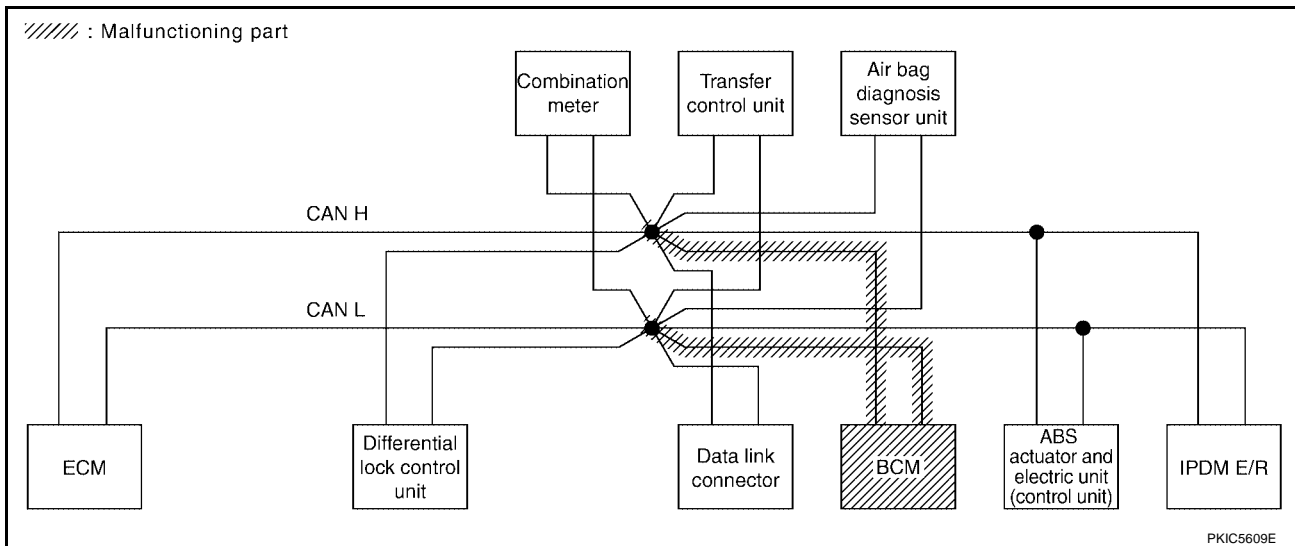 : Malfunctioning part
Combination
meter
Transfer
control unit
Air bag
diagnosis
sensor unit
CAN H
CAN L
ECM
Differential
lock control
unit
Data link
connector
BCM
ABS
actuator and
electric unit
(control unit)
IPDM E/R
PKIC5609E